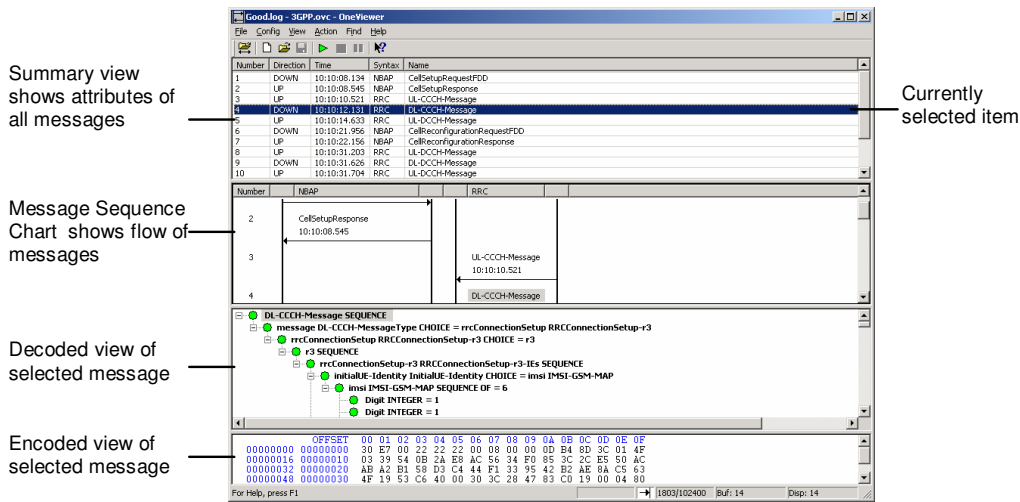 Good.log - 3GPP.ovc - OneViewer
File Config View Action Find Help
Summary view
shows attributes of
all messages
Number Direction Time Syntax Name
1 DOWN 10:10:08.134 NBAP CellSetupRequestFDD
2 UP 10:10:08.545 NBAP CellSetupResponse
3 UP 10:10:10.521 RRC UL-CCCH-Message
4 DOWN 10:10:12.131 RRC DL-CCCH-Message
5 UP 10:10:14.633 RRC UL-DCCH-Message
6 DOWN 10:10:21.956 NBAP CellReconfigurationRequestFDD
7 UP 10:10:22.156 NBAP CellReconfigurationResponse
8 UP 10:10:31.203 RRC UL-DCCH-Message
9 DOWN 10:10:31.626 RRC DL-DCCH-Message
10 UP 10:10:31.704 RRC UL-DCCH-Message
Currently
selected item
Message Sequence
Chart shows flow of
messages
Number NBAP RRC
2 CellSetupResponse
10:10:08.545
3 UL-CCCH-Message
10:10:10.521
4 DL-CCCH-Message
Decoded view of
selected message
DL-CCCH-Message SEQUENCE
message DL-CCCH-MessageType CHOICE = rrcConnectionSetup RRCConnectionSetup-r3
rrcConnectionSetup RRCConnectionSetup-r3 CHOICE = r3
r3 SEQUENCE
rrcConnectionSetup-r3 RRCConnectionSetup-r3-IEs SEQUENCE
initialUE-Identity InitialUE-Identity CHOICE = imsi IMSI-GSM-MAP
imsi IMSI-GSM-MAP SEQUENCE OF = 6
Digit INTEGER = 1
Digit INTEGER = 1
Encoded view of
selected message
OFFSET 00 01 02 03 04 05 06 07 08 09 0A 0B 0C 0D 0E 0F
00000000 00000000 30 E7 00 22 22 22 00 08 00 00 0D B4 8D 3C 01 4F
00000016 00000010 03 39 54 0B 2A E8 AC 56 34 F0 85 3C 2C E5 50 AC
00000032 00000020 AB A2 B1 58 D3 C4 44 F1 33 95 42 B2 AE 8A C5 63
00000048 00000030 4F 19 53 C6 40 00 30 3C 28 47 83 C0 19 00 04 80
For Help, press F1 1803/102400 Buf: 14 Disp: 14